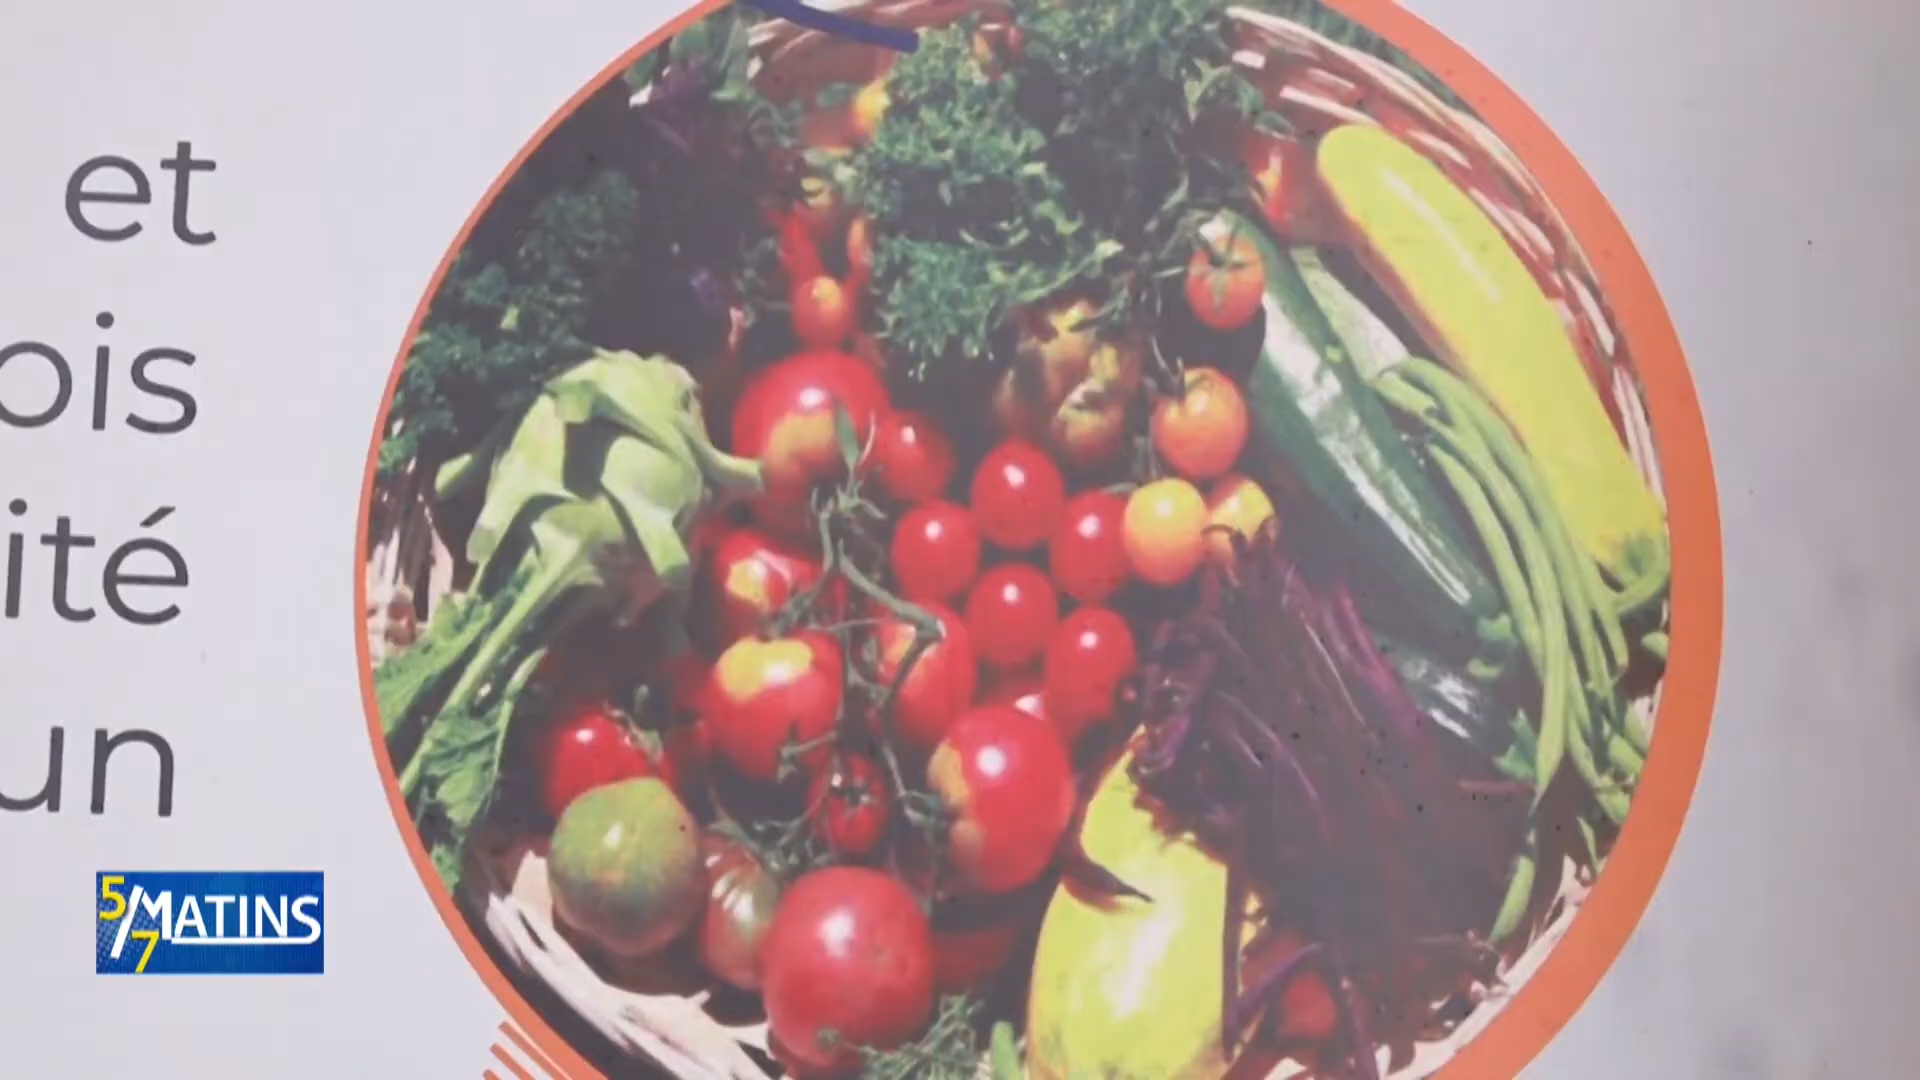 et
ois
ité
un
5/7 MATINS